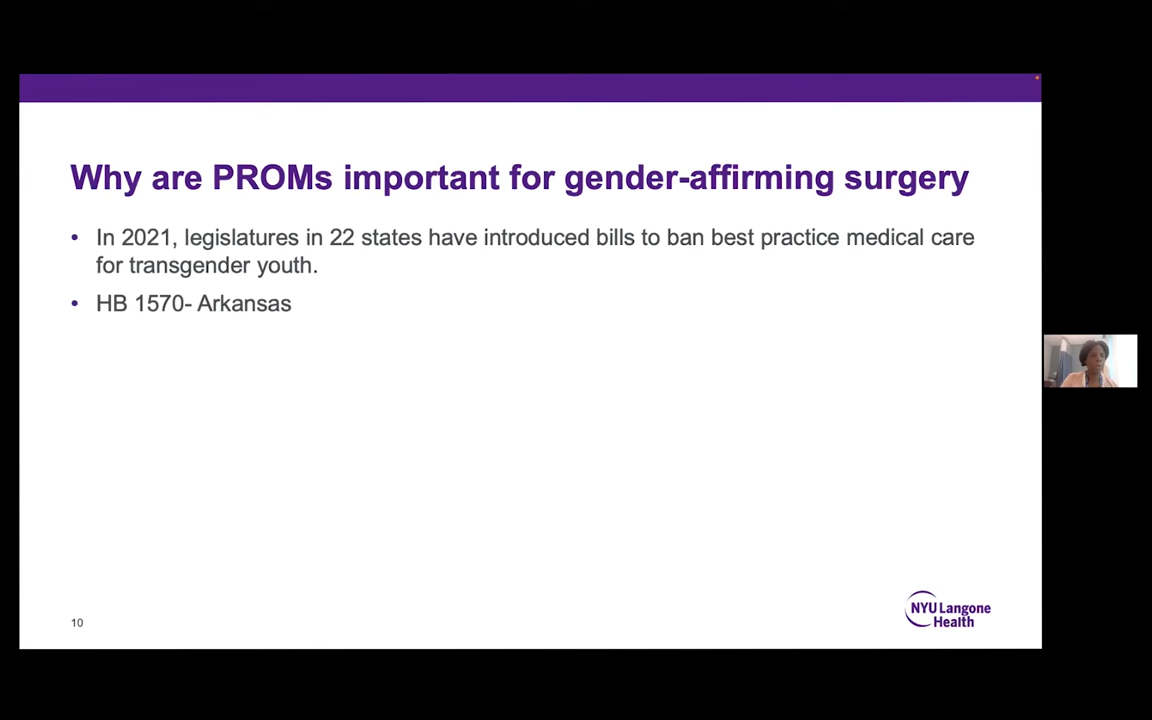 Why are PROMs important for gender-affirming surgery
• In 2021, legislatures in 22 states have introduced bills to ban best practice medical care
for transgender youth.
• HB 1570- Arkansas
10
NYU Langone
Health